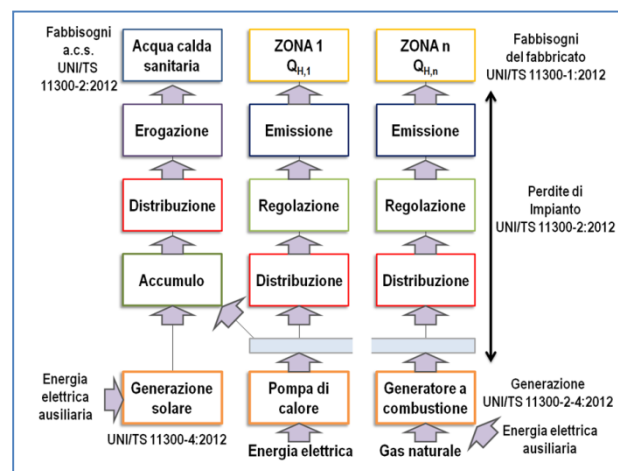 Fabbisogni
a.c.s.
UNI/TS
11300-2:2012
Acqua calda
sanitaria
ZONA 1
QH,1
ZONA n
QH,n
Fabbisogni
del fabbricato
UNI/TS 11300-1:2012
Erogazione
Emissione
Emissione
Distribuzione
Regolazione
Regolazione
Perdite di
Impianto
UNI/TS 11300-2:2012
Accumulo
Distribuzione
Distribuzione
Energia
elettrica
ausiliaria
Generazione
solare
Pompa di
calore
Generatore a
combustione
Generazione
UNI/TS 11300-2-4:2012
UNI/TS 11300-4:2012
Energia elettrica
Gas naturale
Energia elettrica
ausiliaria